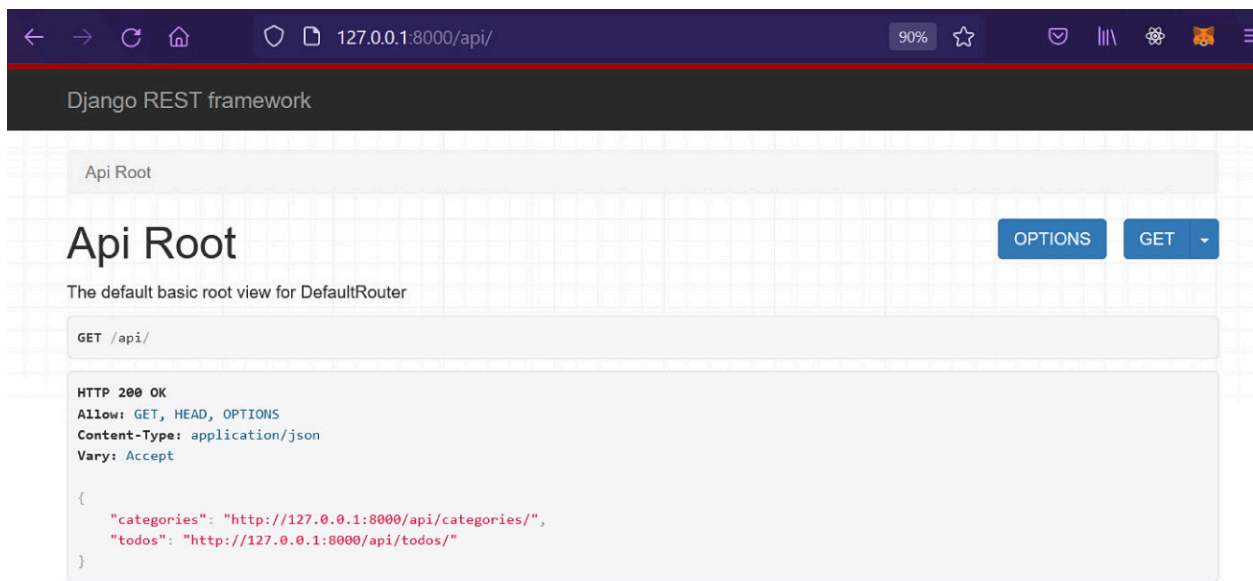 127.0.0.1:8000/api/
90%
Django REST framework
Api Root
Api Root
OPTIONS
GET
The default basic root view for DefaultRouter
GET /api/
HTTP 200 OK
Allow: GET, HEAD, OPTIONS
Content-Type: application/json
Vary: Accept
{
    "categories": "http://127.0.0.1:8000/api/categories/",
    "todos": "http://127.0.0.1:8000/api/todos/"
}